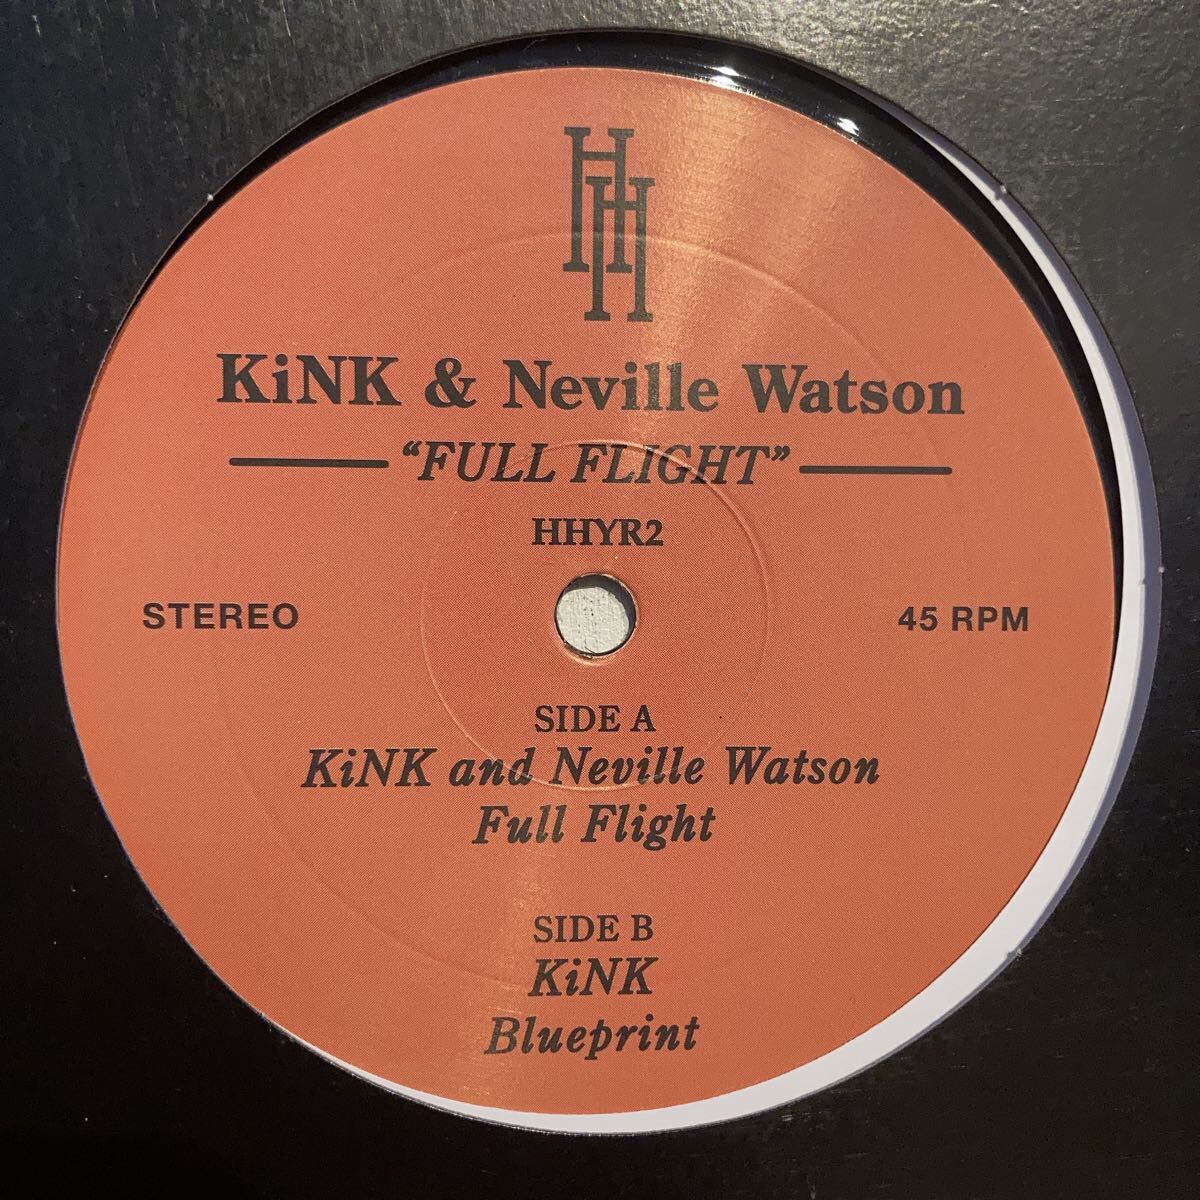 HH
KiNK & Neville Watson
“FULL FLIGHT”
HHYR2
STEREO
45 RPM
SIDE A
KiNK and Neville Watson
Full Flight
SIDE B
KiNK
Blueprint